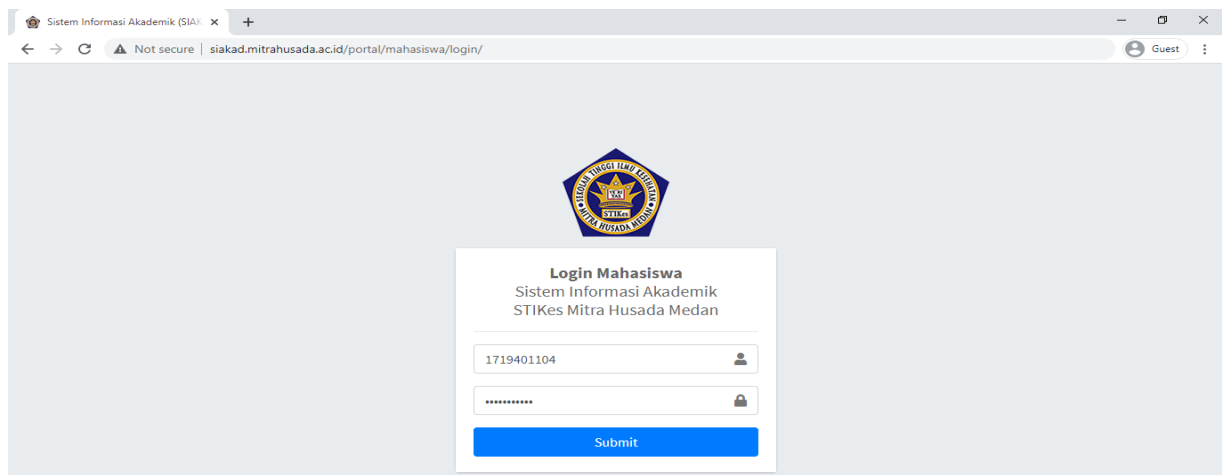 Sistem Informasi Akademik (SIAK
Not secure | siakad.mitrahusada.ac.id/portal/mahasiswa/login/
Guest
SEKOLAH TINGGI ILMU KESEHATAN
STIKes
MITRA HUSADA MEDAN
Login Mahasiswa
Sistem Informasi Akademik
STIKes Mitra Husada Medan
1719401104
•••••••••••
Submit